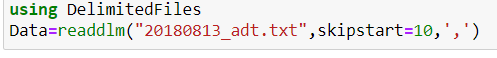 using DelimitedFiles
Data=readdlm("20180813_adt.txt",skipstart=10,',')